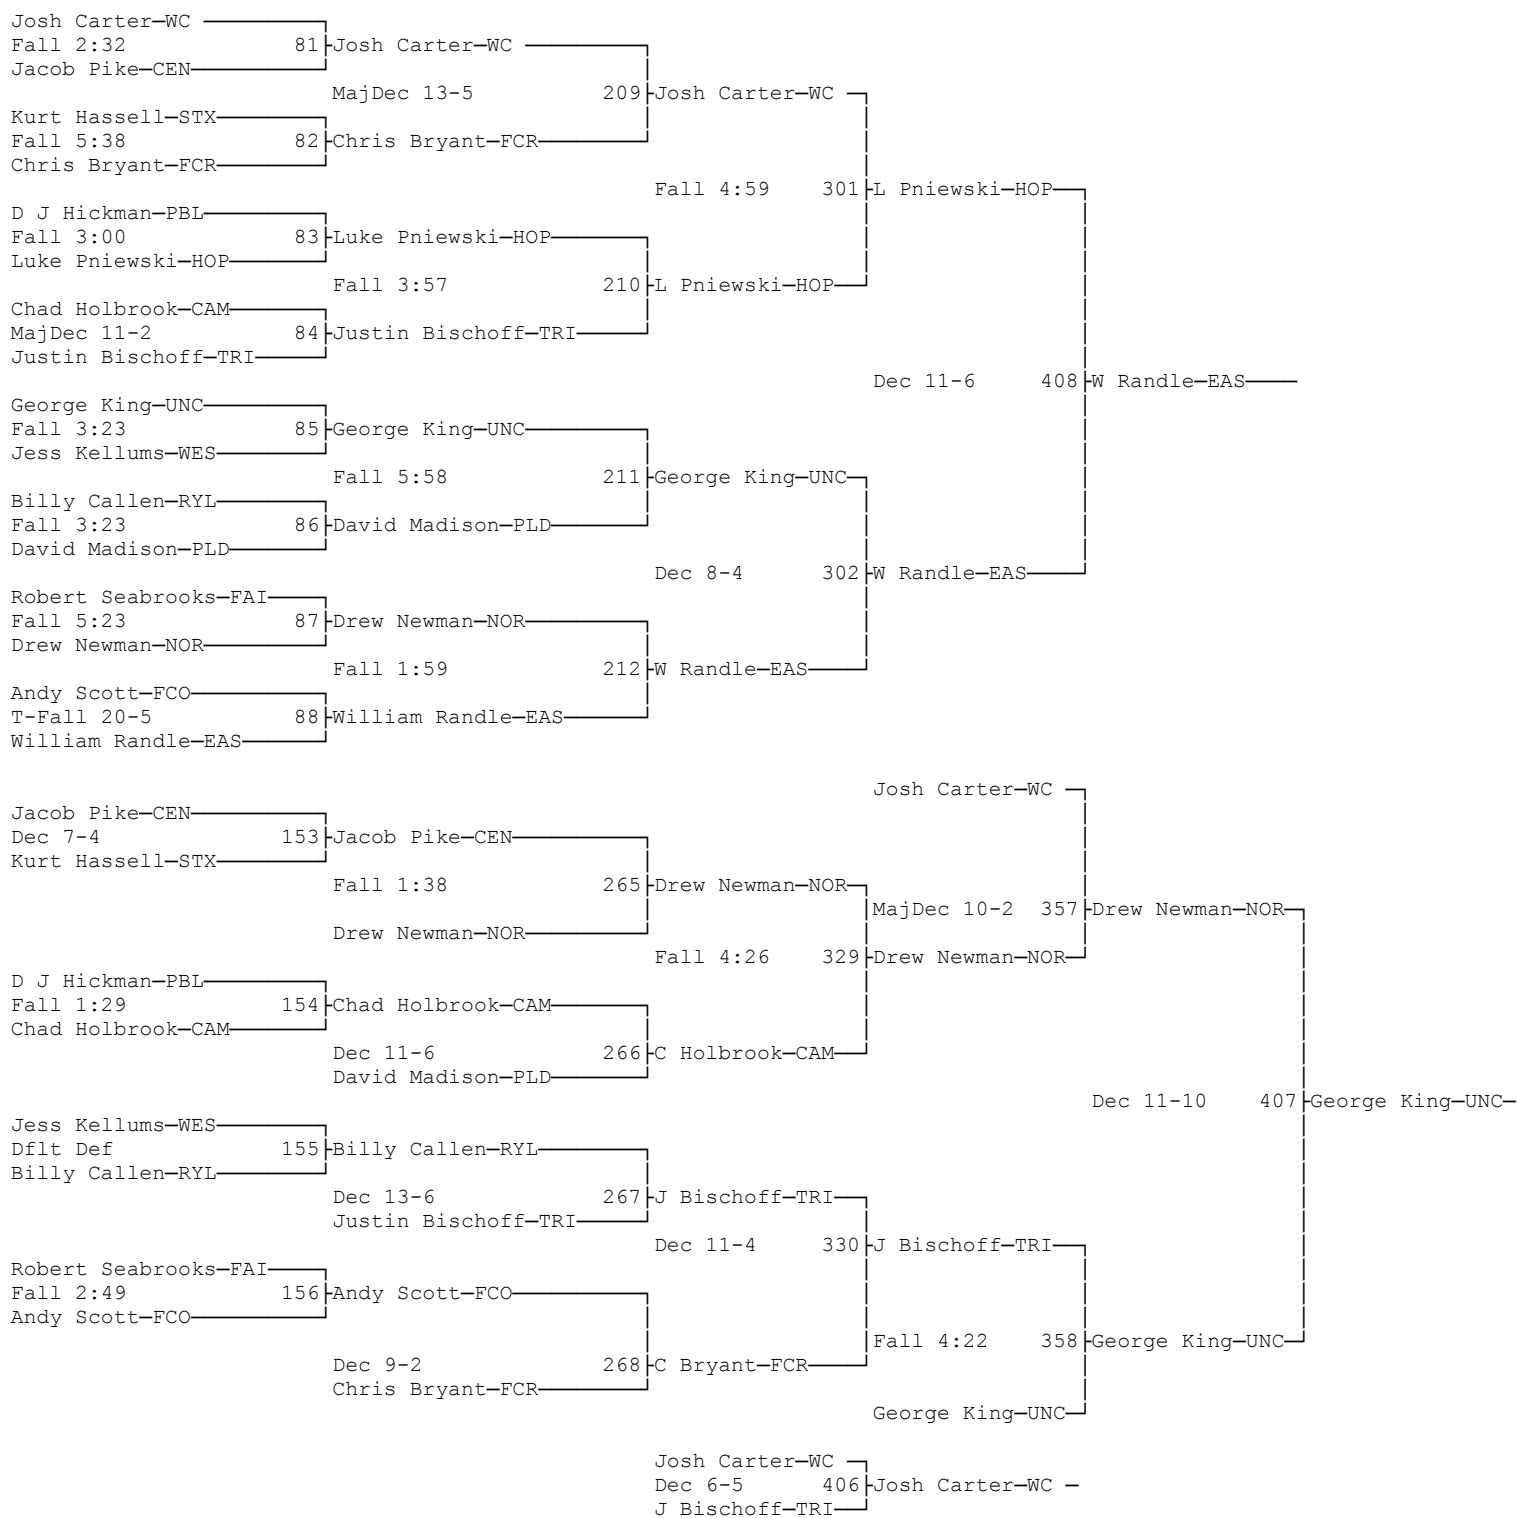 Josh Carter-WC
Fall 2:32 81 Josh Carter-WC
Jacob Pike-CEN
MajDec 13-5 209 Josh Carter-WC
Kurt Hassell-STX
Fall 5:38 82 Chris Bryant-FCR
Chris Bryant-FCR
Fall 4:59 301 L Pniewski-HOP
D J Hickman-PBL
Fall 3:00 83 Luke Pniewski-HOP
Luke Pniewski-HOP
Fall 3:57 210 L Pniewski-HOP
Chad Holbrook-CAM
MajDec 11-2 84 Justin Bischoff-TRI
Justin Bischoff-TRI
Dec 11-6 408 W Randle-EAS
George King-UNC
Fall 3:23 85 George King-UNC
Jess Kellums-WES
Fall 5:58 211 George King-UNC
Billy Callen-RYL
Fall 3:23 86 David Madison-PLD
David Madison-PLD
Dec 8-4 302 W Randle-EAS
Robert Seabrooks-FAI
Fall 5:23 87 Drew Newman-NOR
Drew Newman-NOR
Fall 1:59 212 W Randle-EAS
Andy Scott-FCO
T-Fall 20-5 88 William Randle-EAS
William Randle-EAS
Josh Carter-WC
Jacob Pike-CEN
Dec 7-4 153 Jacob Pike-CEN
Kurt Hassell-STX
Fall 1:38 265 Drew Newman-NOR
MajDec 10-2 357 Drew Newman-NOR
Drew Newman-NOR
Fall 4:26 329 Drew Newman-NOR
D J Hickman-PBL
Fall 1:29 154 Chad Holbrook-CAM
Chad Holbrook-CAM
Dec 11-6 266 C Holbrook-CAM
David Madison-PLD
Dec 11-10 407 George King-UNC
Jess Kellums-WES
Dflt Def 155 Billy Callen-RYL
Billy Callen-RYL
Dec 13-6 267 J Bischoff-TRI
Justin Bischoff-TRI
Dec 11-4 330 J Bischoff-TRI
Robert Seabrooks-FAI
Fall 2:49 156 Andy Scott-FCO
Andy Scott-FCO
Fall 4:22 358 George King-UNC
Dec 9-2 268 C Bryant-FCR
Chris Bryant-FCR
George King-UNC
Josh Carter-WC
Dec 6-5 406 Josh Carter-WC
J Bischoff-TRI